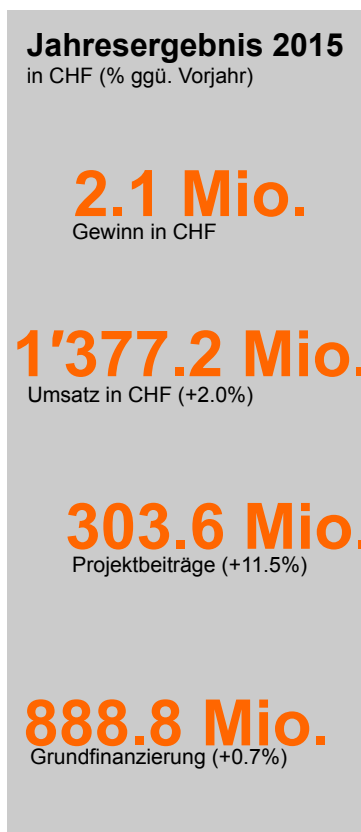 Jahresergebnis 2015
in CHF (% ggü. Vorjahr)
2.1 Mio.
Gewinn in CHF
1′377.2 Mio.
Umsatz in CHF (+2.0%)
303.6 Mio.
Projektbeiträge (+11.5%)
888.8 Mio.
Grundfinanzierung (+0.7%)